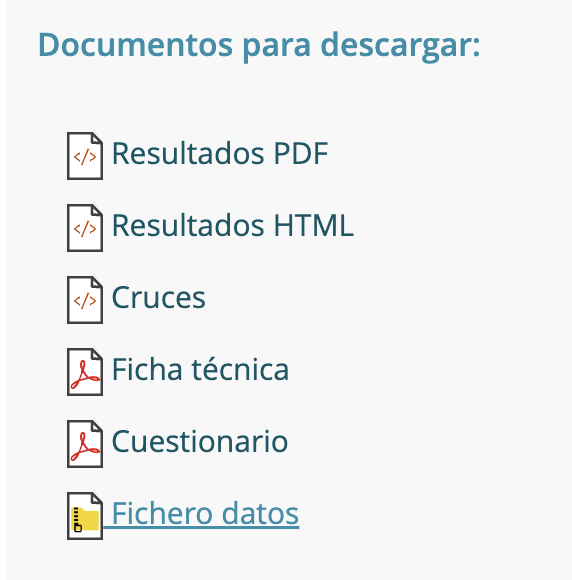 Documentos para descargar:
</> Resultados PDF
</> Resultados HTML
</> Cruces
Ficha técnica
Cuestionario
Fichero datos